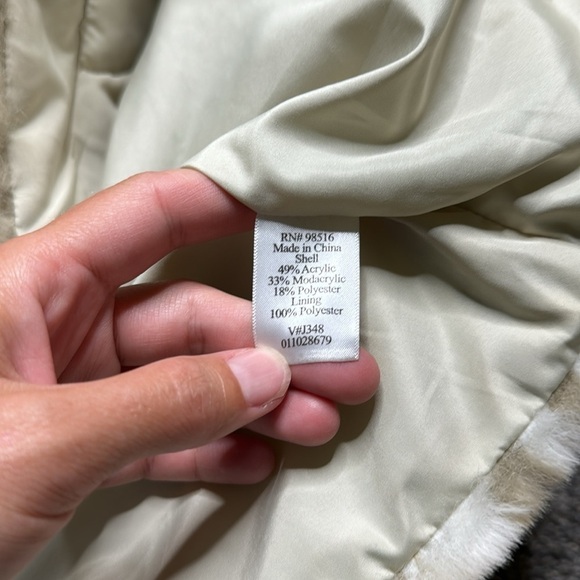 RN# 98516
Made in China
Shell
49% Acrylic
33% Modacrylic
18% Polyester
Lining
100% Polyester
V#J348
011028679